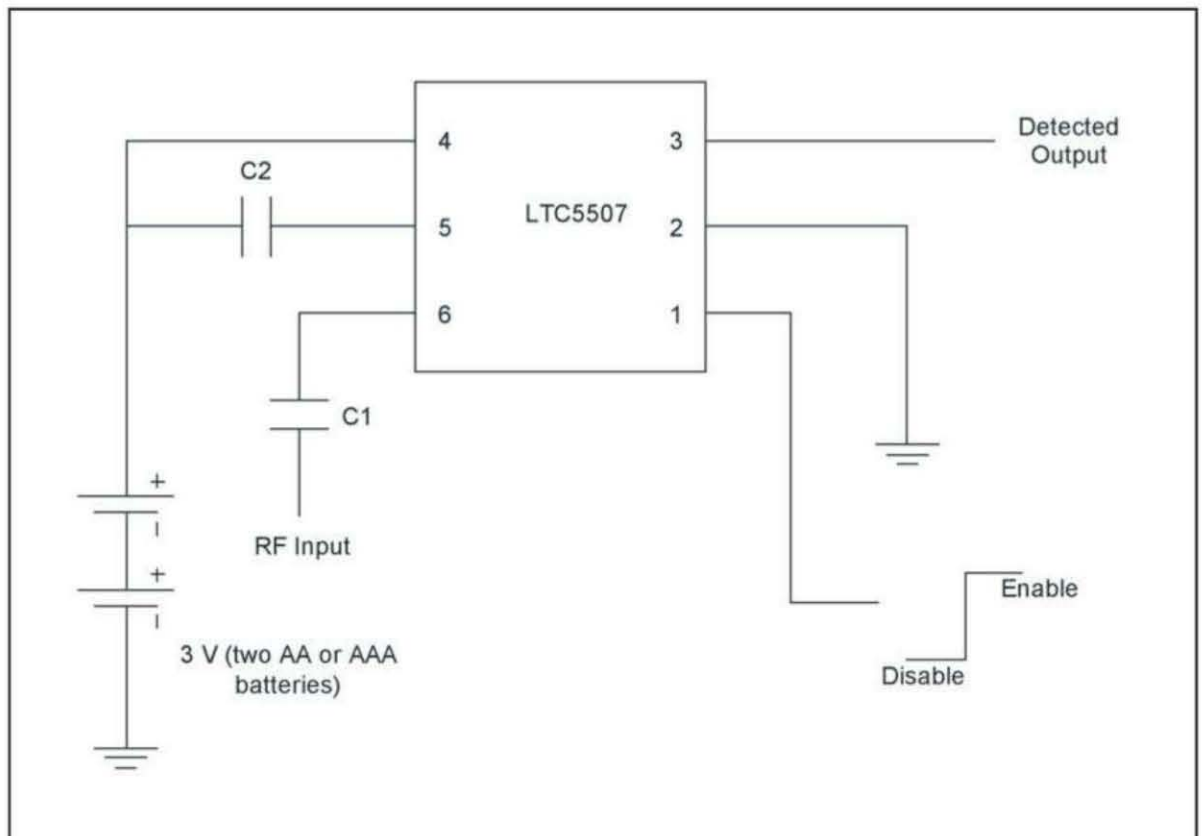 Detected
Output
C2
4
3
LTC5507
5
2
6
1
C1
+
−
RF Input
+
−
Enable
3 V (two AA or AAA
batteries)
Disable